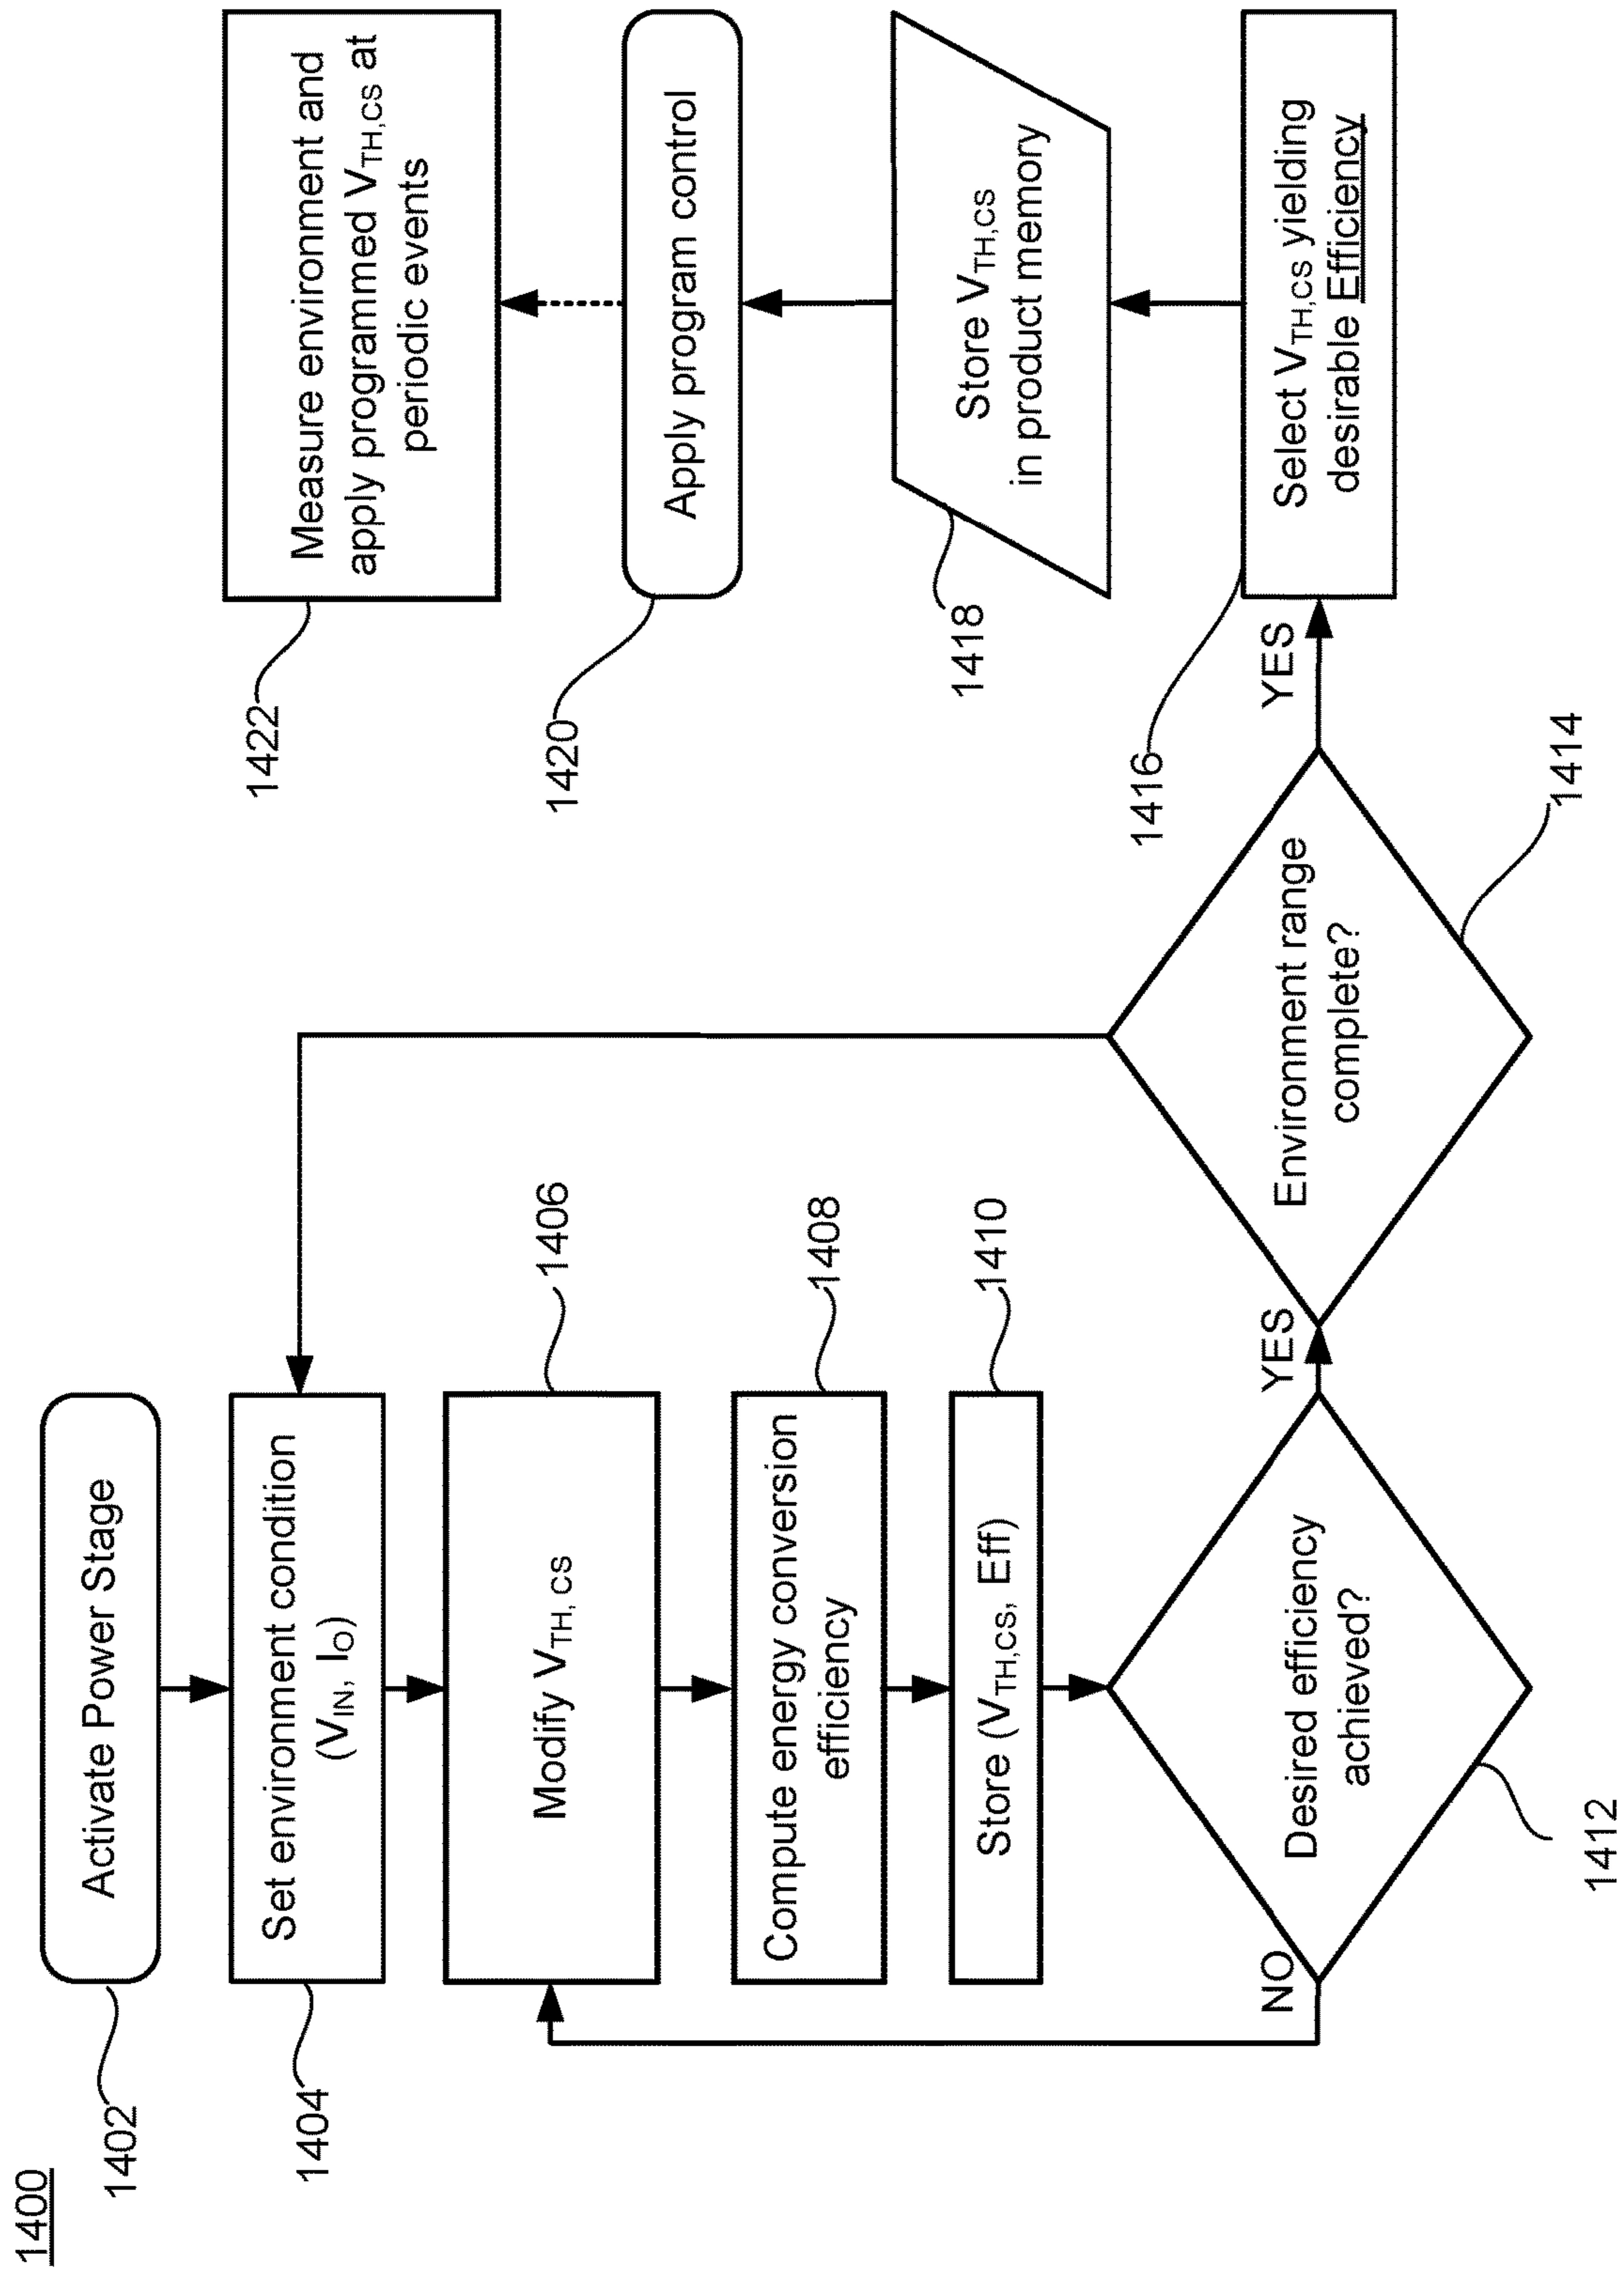 1400
1402
Activate Power Stage
1404
Set environment condition
(VIN, IO)
Modify VTH, CS
1406
Compute energy conversion
efficiency
1408
Store (VTH,CS, Eff)
1410
Desired efficiency
achieved?
1412
NO
YES
Environment range
complete?
1414
YES
1416
Select VTH,CS yielding
desirable Efficiency
1418
Store VTH,CS
in product memory
1420
Apply program control
1422
Measure environment and
apply programmed VTH,CS at
periodic events